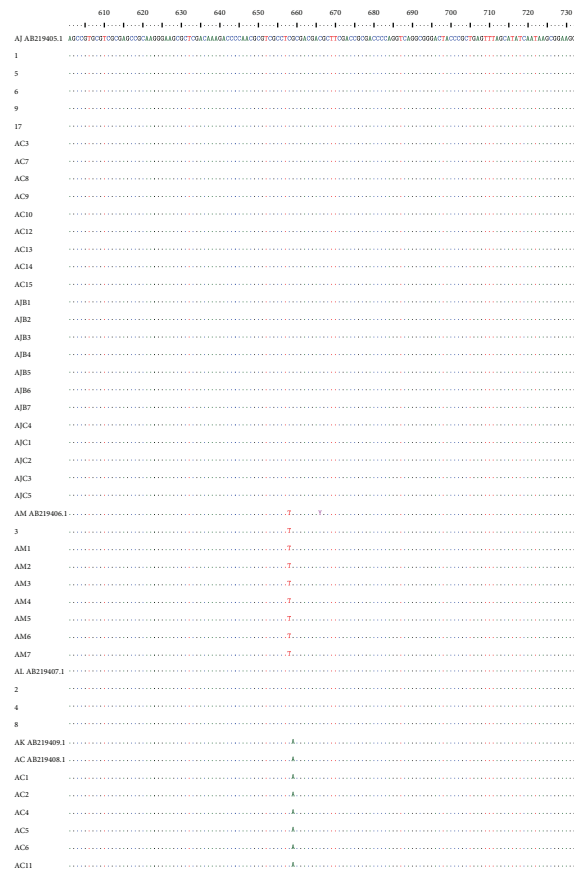 610 620 630 640 650 660 670 680 690 700 710 720 730
AJ AB219405.1 AGCCGTGCGTCGCGAGCCGCAAGGGAAGCGCTCGACAAAGACCCCAACGCGTCGCCTCGCGACGACGCTTCGACCGCGACCCCAGGTCAGGCGGGACTACCCGCTGAGTTTAGCATATCAATAAGCGGAAGG
1
5
6
9
17
AC3
AC7
AC8
AC9
AC10
AC12
AC13
AC14
AC15
AJB1
AJB2
AJB3
AJB4
AJB5
AJB6
AJB7
AJC4
AJC1
AJC2
AJC3
AJC5
AM AB219406.1 T Y
3 T
AM1 T
AM2 T
AM3 T
AM4 T
AM5 T
AM6 T
AM7 T
AL AB219407.1
2
4
8
AK AB219409.1 A
AC AB219408.1 A
AC1 A
AC2 A
AC4 A
AC5 A
AC6 A
AC11 A